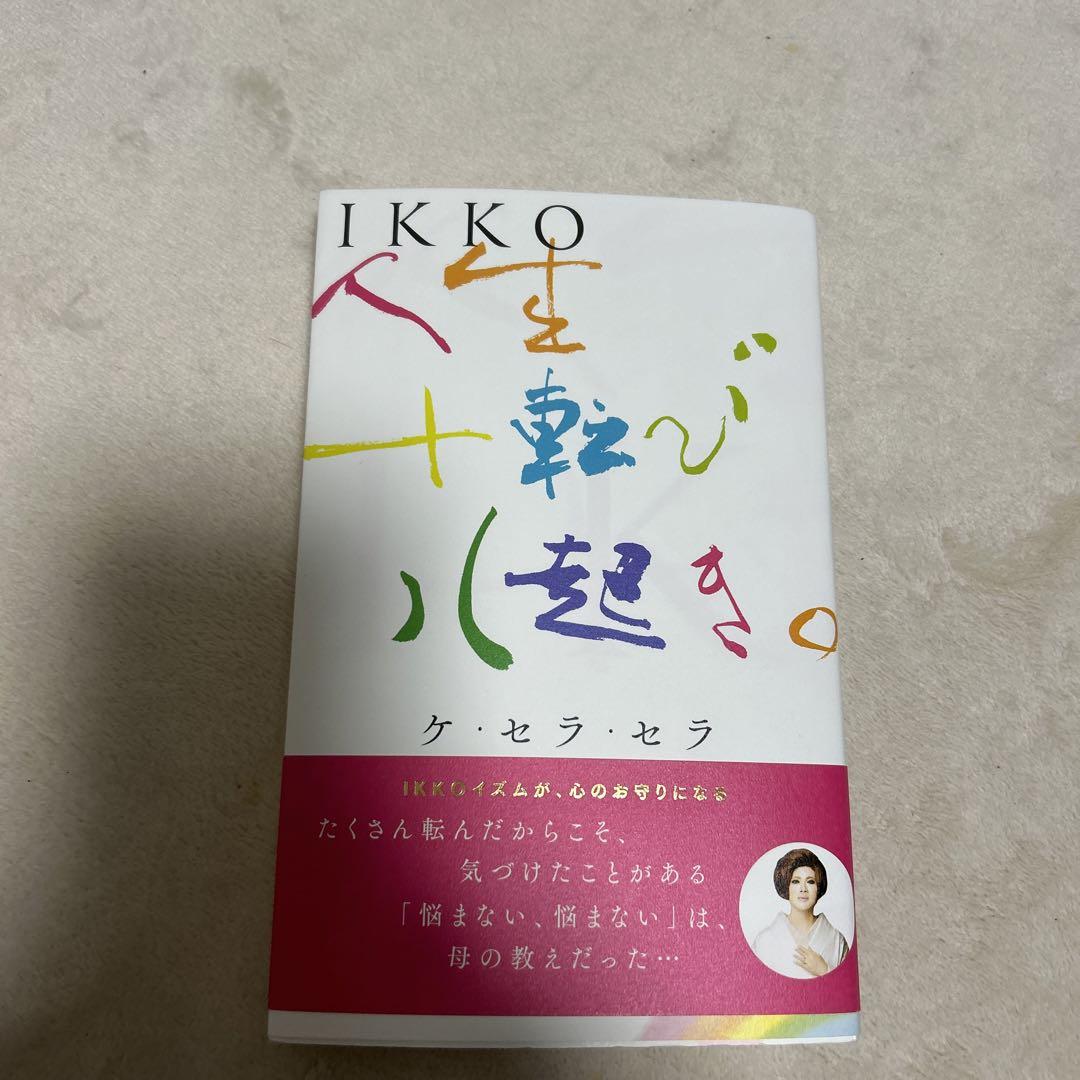 IKKO
人生
十転び
八起き。
ケ・セラ・セラ
IKKOイズムが、心のお守りになる
たくさん転んだからこそ、
気づけたことがある
「悩まない、悩まない」は、
母の教えだった…